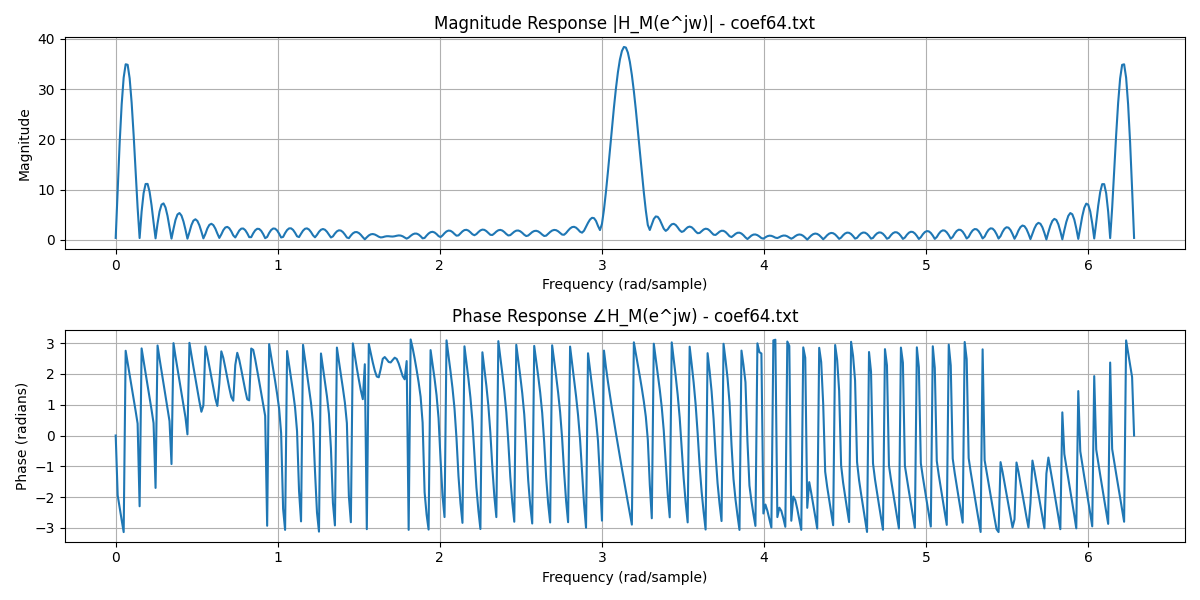 Magnitude Response |H_M(e^jw)| - coef64.txt
40
30
20
10
0
Magnitude
0 1 2 3 4 5 6
Frequency (rad/sample)
Phase Response ∠H_M(e^jw) - coef64.txt
3
2
1
0
−1
−2
−3
Phase (radians)
0 1 2 3 4 5 6
Frequency (rad/sample)